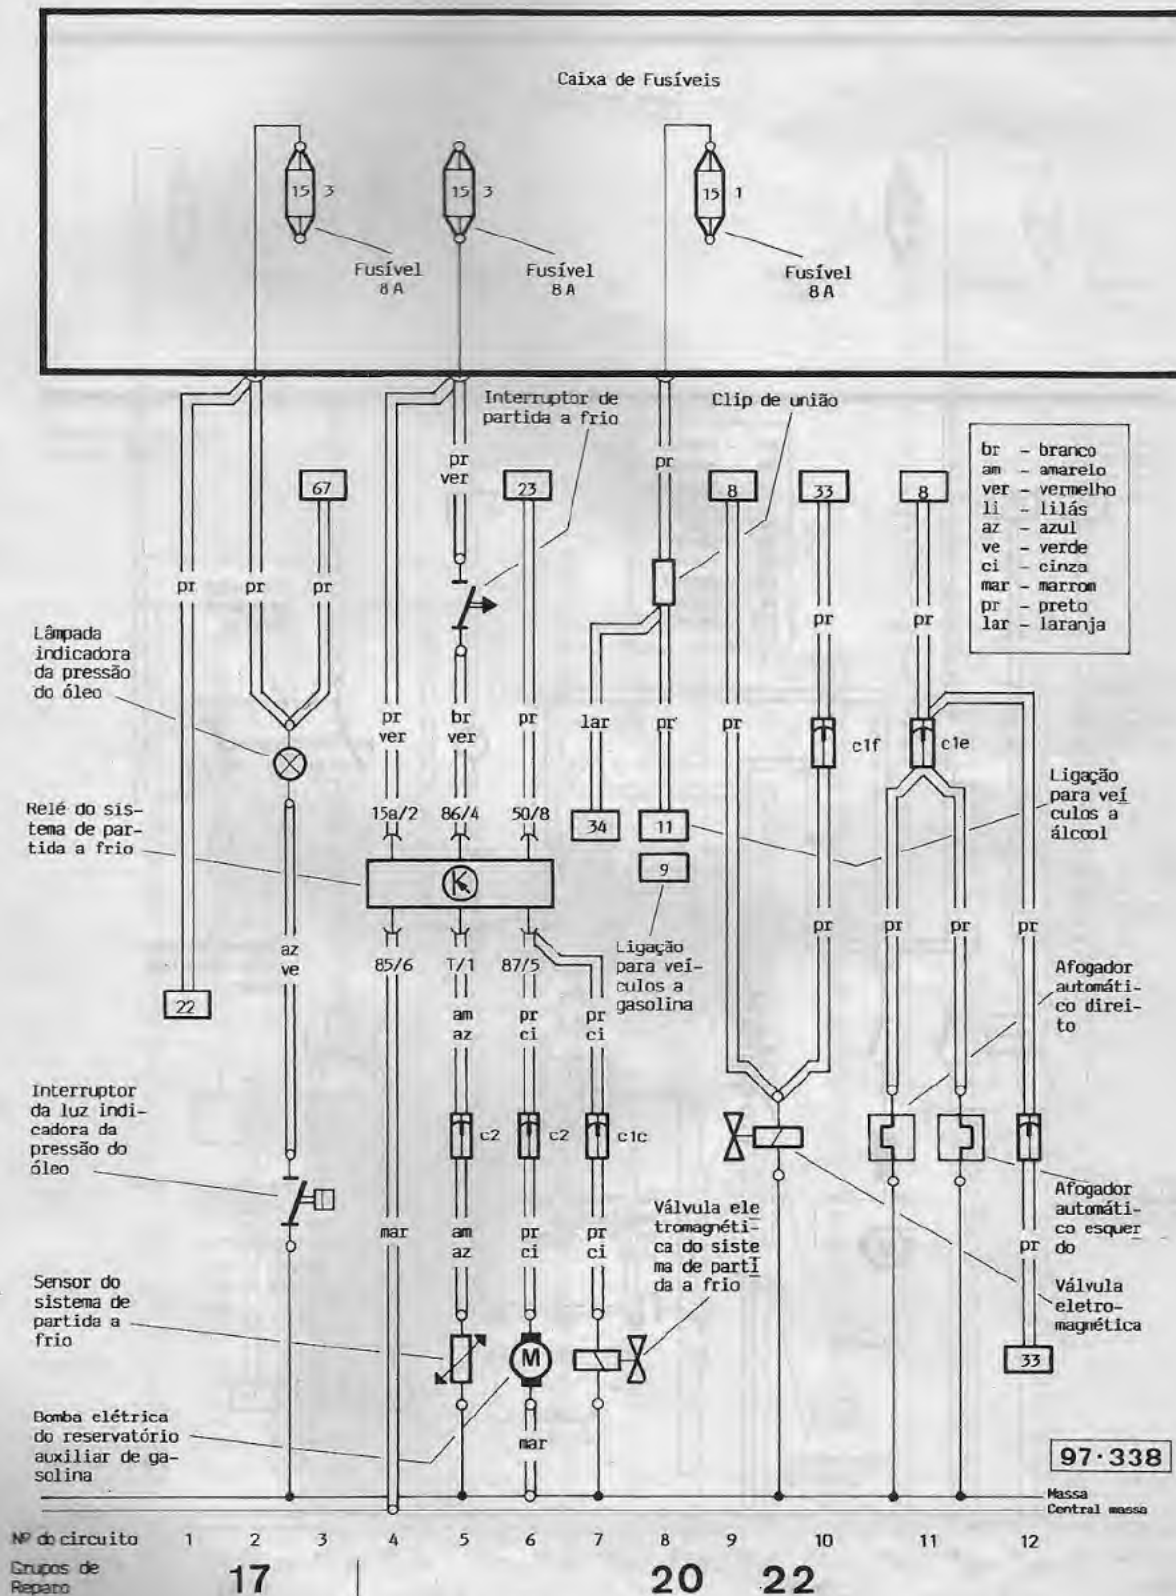 Caixa de Fusíveis
15 3
15 3
15 1
Fusível
8 A
Fusível
8 A
Fusível
8 A
Interruptor de
partida a frio
Clip de união
br - branco
am - amarelo
ver - vermelho
li - lilás
az - azul
ve - verde
ci - cinza
mar - marrom
pr - preto
lar - laranja
pr
ver
pr
67
23
8
33
8
pr
pr
pr
pr
pr
Lâmpada
indicadora
da pressão
do óleo
pr
ver
br
ver
pr
lar
pr
pr
c1f
c1e
Ligação
para veí
culos a
álcool
Relé do sis-
tema de par-
tida a frio
15a/2
86/4
50/8
34
11
9
K
az
ve
85/6
T/1
87/5
Ligação
para veí-
culos a
gasolina
pr
pr
pr
pr
22
am
az
pr
ci
pr
ci
Afogador
automáti-
co direi-
to
Interruptor
da luz indi-
cadora da
pressão do
óleo
c2
c2
c1c
Válvula ele
tromagnéti-
ca do siste
ma de parti
da a frio
Afogador
automáti-
co esquer
do
mar
am
az
pr
ci
pr
ci
pr
Sensor do
sistema de
partida a
frio
Válvula
eletro-
magnética
M
33
Bomba elétrica
do reservatório
auxiliar de ga-
solina
mar
97·338
Massa
Central massa
Nº do circuito 1 2 3 4 5 6 7 8 9 10 11 12
Grupos de
Reparo
17 20 22